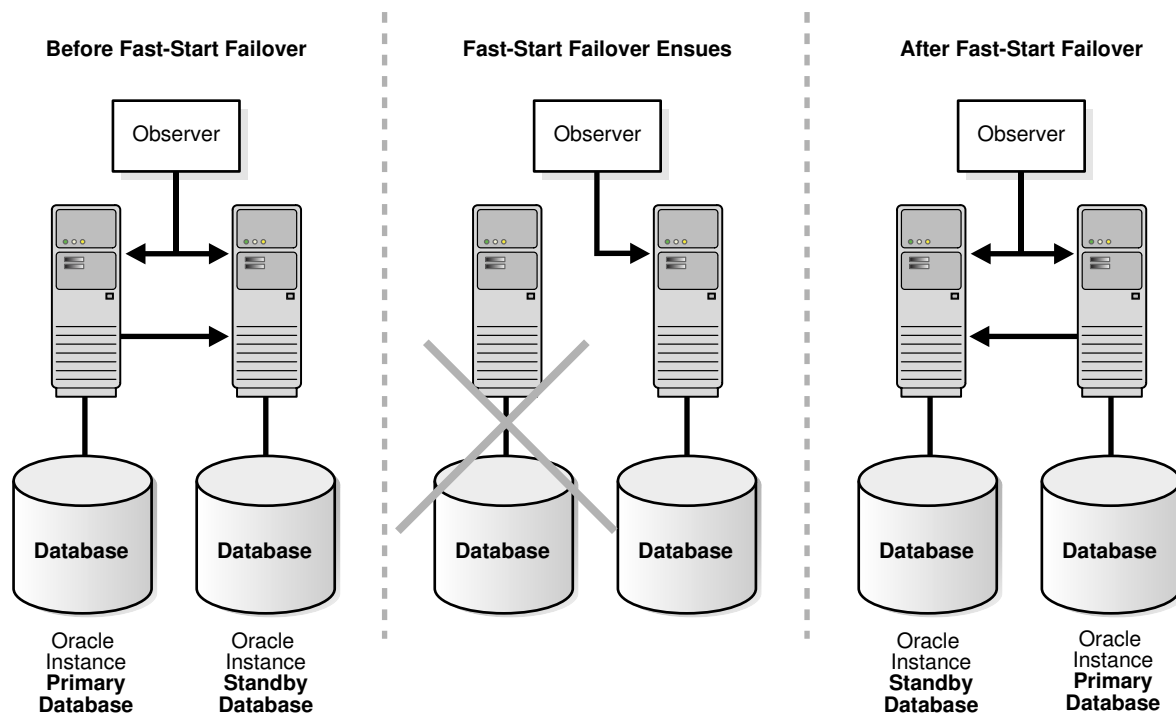 Before Fast-Start Failover
Observer
Database
Database
Oracle
Instance
Primary
Database
Oracle
Instance
Standby
Database
Fast-Start Failover Ensues
Observer
Database
Database
After Fast-Start Failover
Observer
Database
Database
Oracle
Instance
Standby
Database
Oracle
Instance
Primary
Database